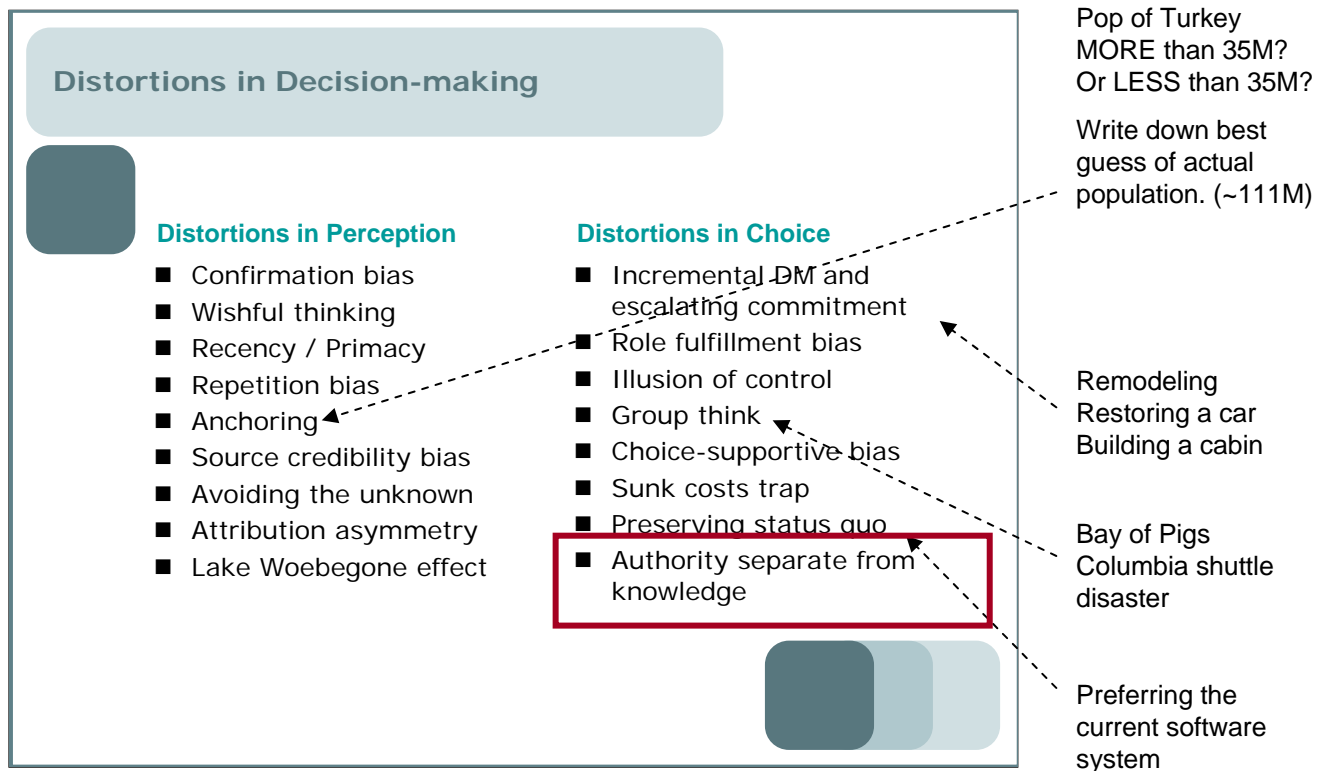 Distortions in Decision-making
Distortions in Perception
■ Confirmation bias
■ Wishful thinking
■ Recency / Primacy
■ Repetition bias
■ Anchoring
■ Source credibility bias
■ Avoiding the unknown
■ Attribution asymmetry
■ Lake Woebegone effect
Distortions in Choice
■ Incremental DM and
escalating commitment
■ Role fulfillment bias
■ Illusion of control
■ Group think
■ Choice-supportive bias
■ Sunk costs trap
■ Preserving status quo
■ Authority separate from
knowledge
Pop of Turkey
MORE than 35M?
Or LESS than 35M?
Write down best
guess of actual
population. (~111M)
Remodeling
Restoring a car
Building a cabin
Bay of Pigs
Columbia shuttle
disaster
Preferring the
current software
system